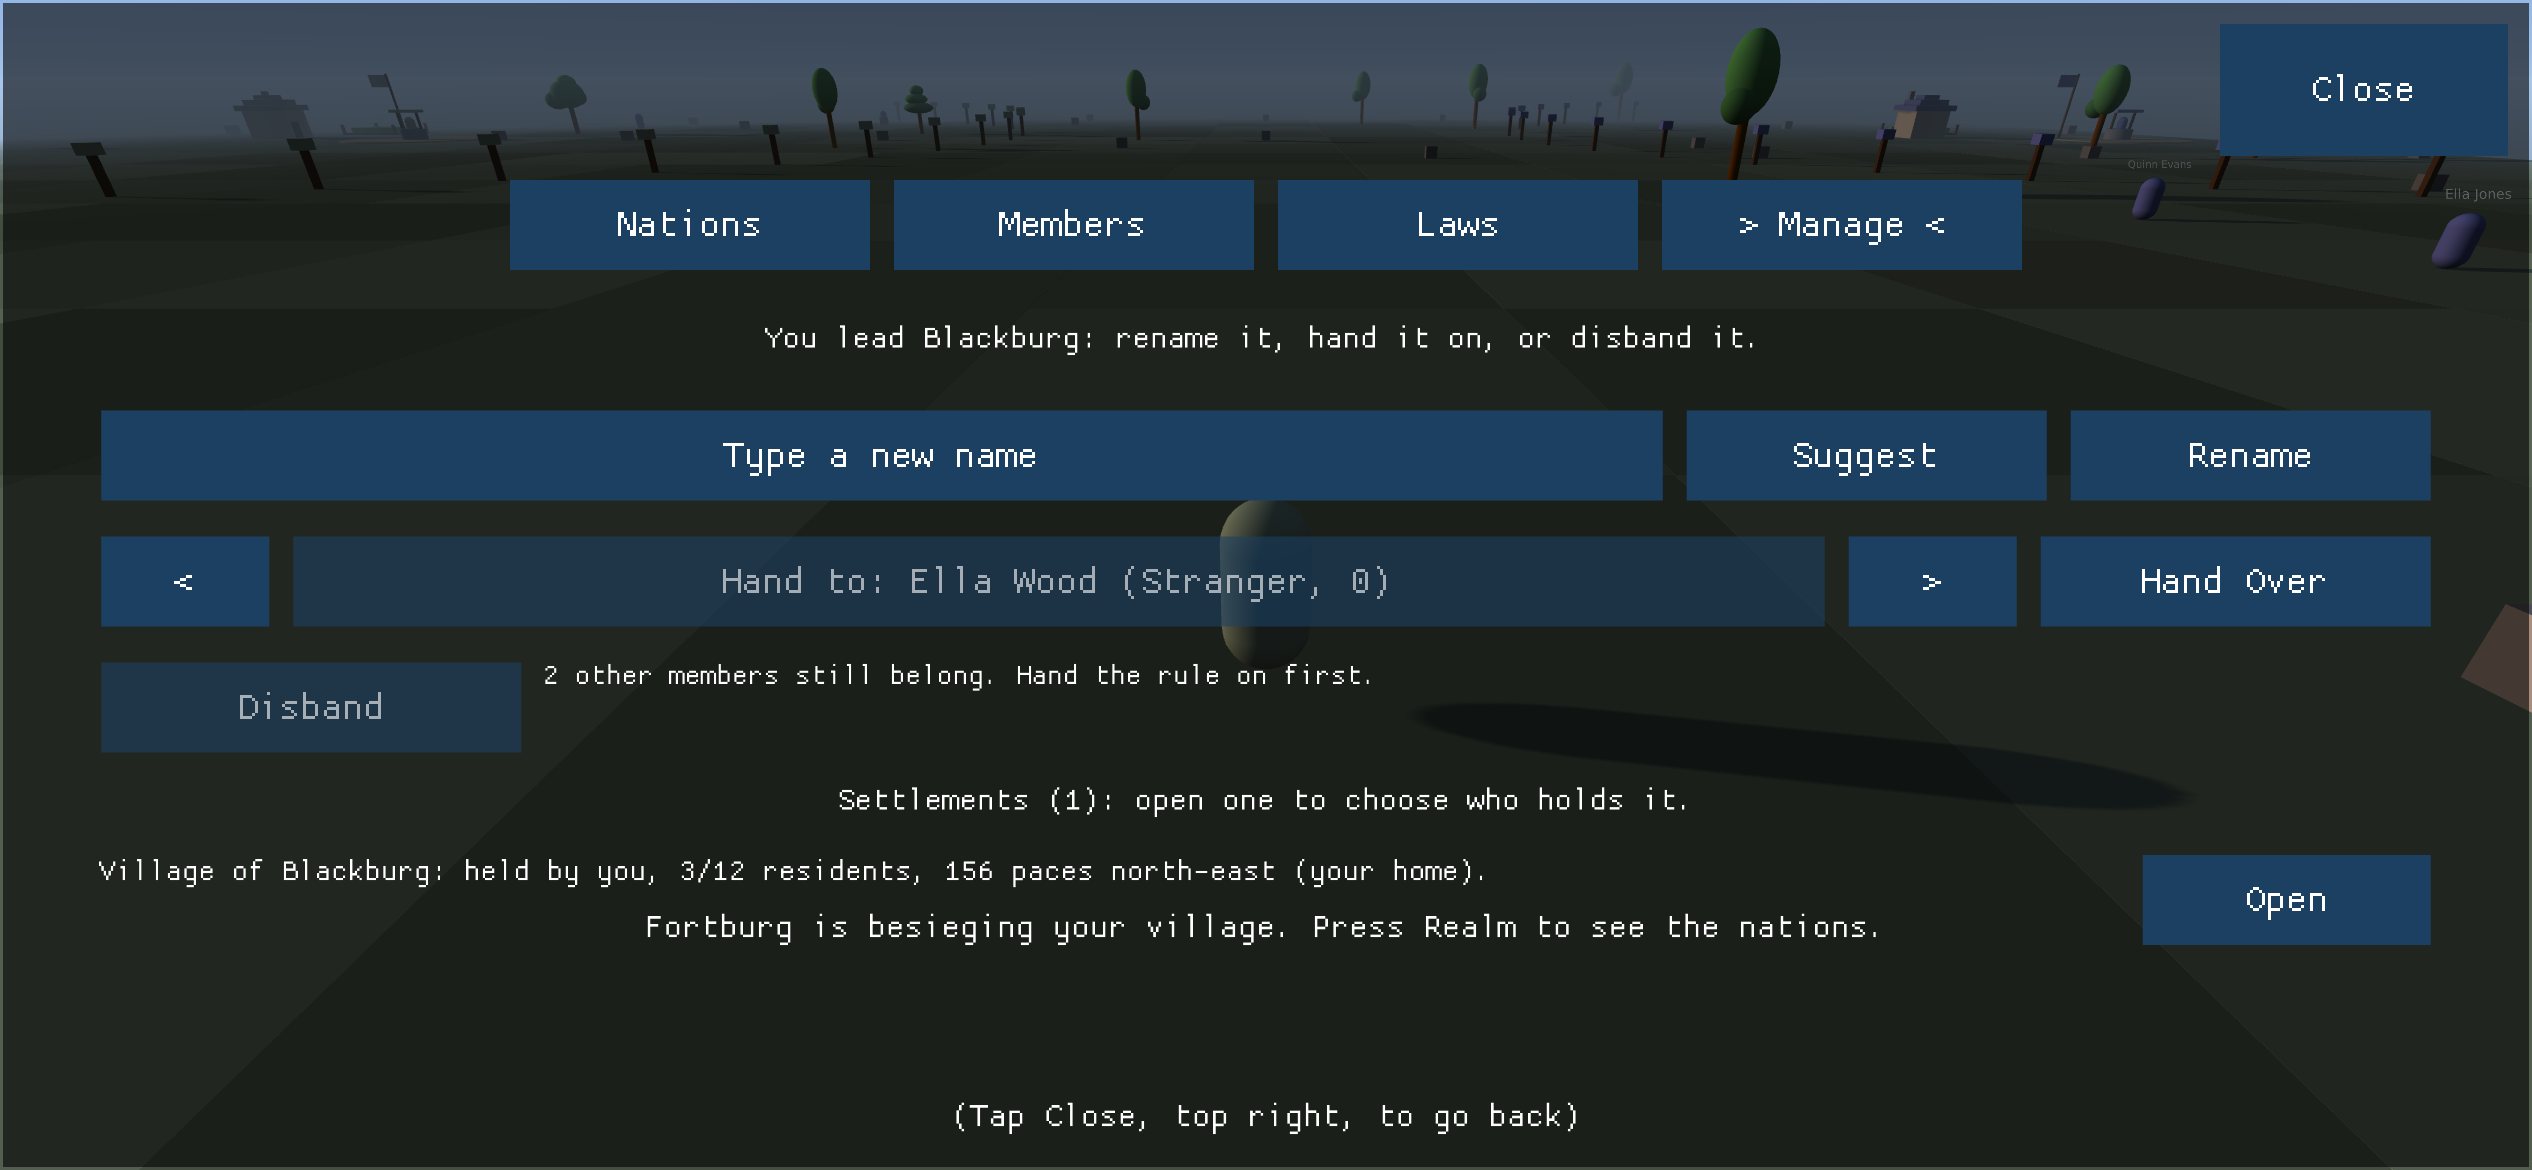 Close
Quinn Evans
Ella Jones
Nations
Members
Laws
> Manage <
You lead Blackburg: rename it, hand it on, or disband it.
Type a new name
Suggest
Rename
<
Hand to: Ella Wood (Stranger, 0)
>
Hand Over
Disband
2 other members still belong. Hand the rule on first.
Settlements (1): open one to choose who holds it.
Village of Blackburg: held by you, 3/12 residents, 156 paces north-east (your home).
Open
Fortburg is besieging your village. Press Realm to see the nations.
(Tap Close, top right, to go back)